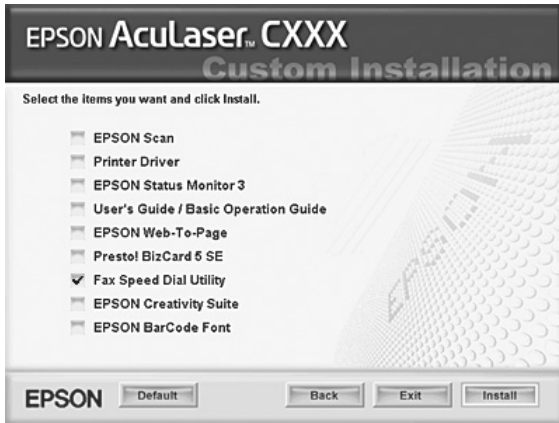 EPSON AcuLaser™ CXXX
Custom Installation
Select the items you want and click Install.
EPSON Scan
Printer Driver
EPSON Status Monitor 3
User's Guide / Basic Operation Guide
EPSON Web-To-Page
Presto! BizCard 5 SE
Fax Speed Dial Utility
EPSON Creativity Suite
EPSON BarCode Font
EPSON
EPSON Default Back Exit Install